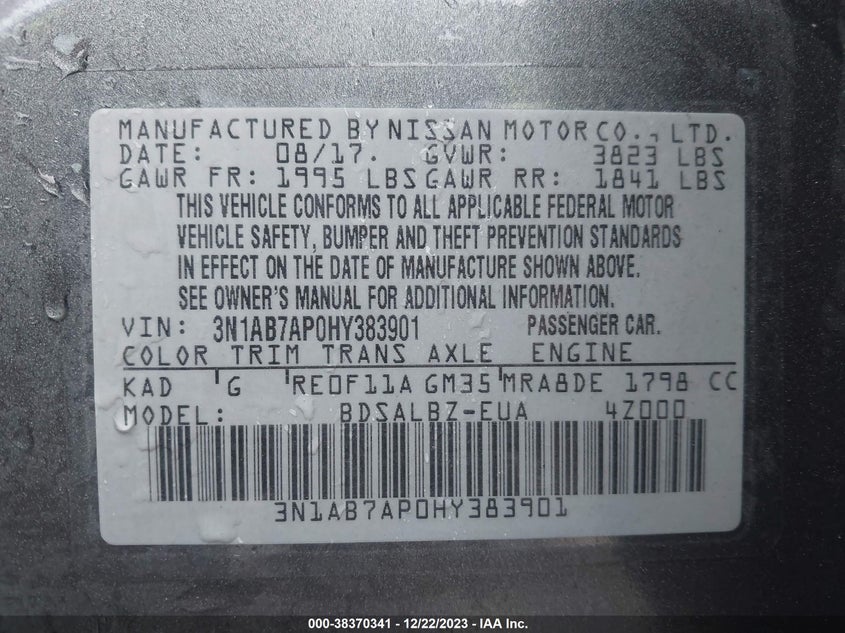 MANUFACTURED BY NISSAN MOTOR CO., LTD.
DATE: 08/17. GVWR: 3823 LBS
GAWR FR: 1995 LBS GAWR RR: 1841 LBS
THIS VEHICLE CONFORMS TO ALL APPLICABLE FEDERAL MOTOR
VEHICLE SAFETY, BUMPER AND THEFT PREVENTION STANDARDS
IN EFFECT ON THE DATE OF MANUFACTURE SHOWN ABOVE.
SEE OWNER'S MANUAL FOR ADDITIONAL INFORMATION.
VIN: 3N1AB7AP0HY383901 PASSENGER CAR.
COLOR TRIM TRANS AXLE ENGINE
KAD G RE0F11A GM35 MRA8DE 1798 CC
MODEL: BDSALBZ-EUA 4Z000
3N1AB7AP0HY383901
000-38370341 - 12/22/2023 - IAA Inc.